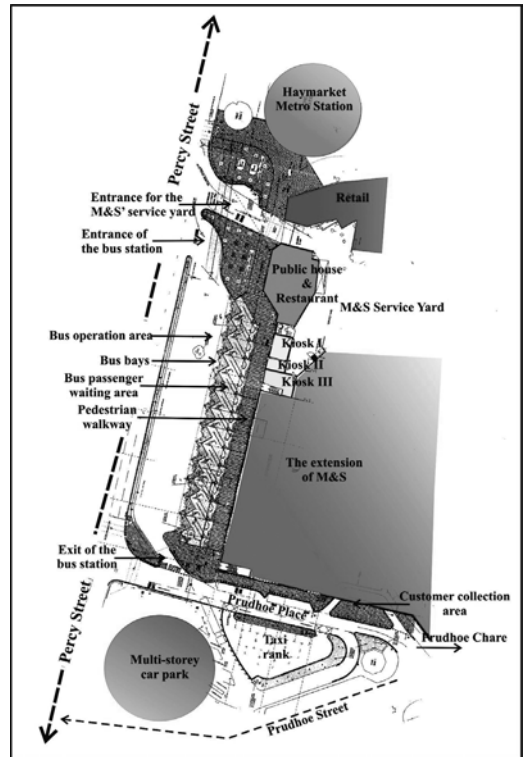 Haymarket
Metro Station
Percy Street
Retail
Entrance for the
M&S' service yard
Entrance of
the bus station
Public house
&
Restaurant
M&S Service Yard
Bus operation area
Kiosk I
Bus bays
Kiosk II
Bus passenger
waiting area
Kiosk III
Pedestrian
walkway
The extension
of M&S
Exit of the
bus station
Customer collection
area
Prudhoe Place
Prudhoe Chare
Taxi
rank
Percy Street
Multi-storey
car park
Prudhoe Street